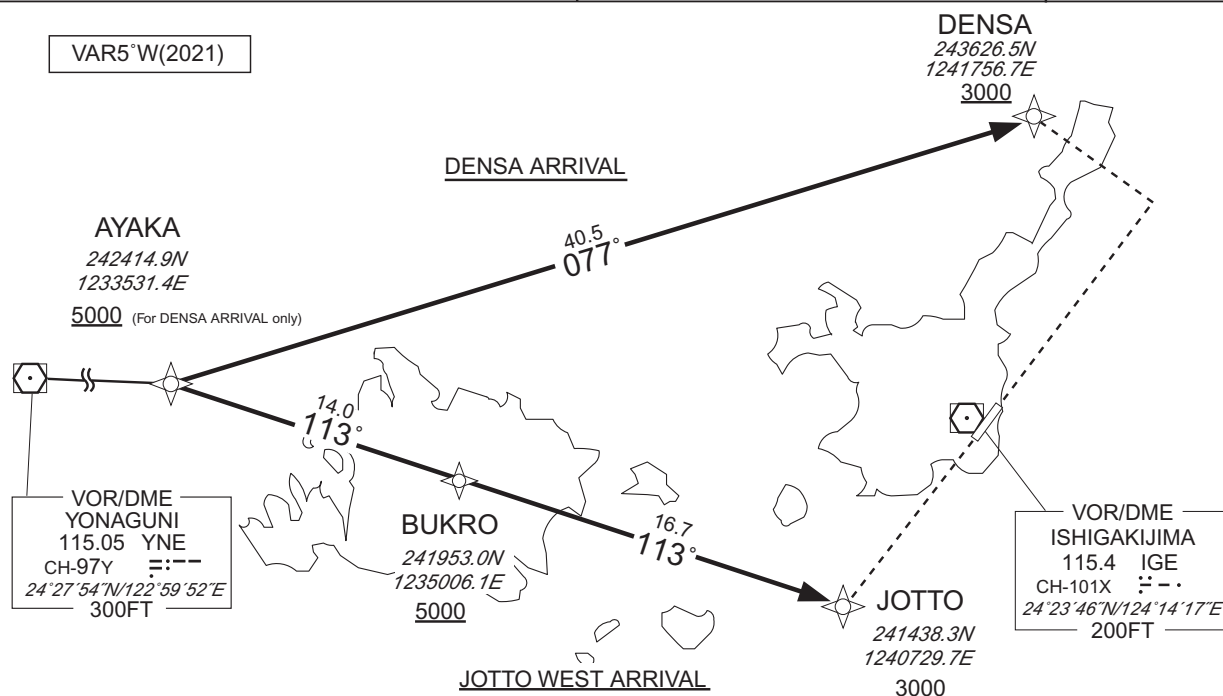 VAR5°W(2021)
DENSA
243626.5N
1241756.7E
3000
DENSA ARRIVAL
AYAKA
242414.9N
1233531.4E
5000 (For DENSA ARRIVAL only)
40.5
077°
14.0
113°
VOR/DME
YONAGUNI
115.05 YNE
CH-97Y
24°27´54˝N/122°59´52˝E
300FT
BUKRO
241953.0N
1235006.1E
5000
16.7
113°
JOTTO
241438.3N
1240729.7E
3000
VOR/DME
ISHIGAKIJIMA
115.4 IGE
CH-101X
24°23´46˝N/124°14´17˝E
200FT
JOTTO WEST ARRIVAL